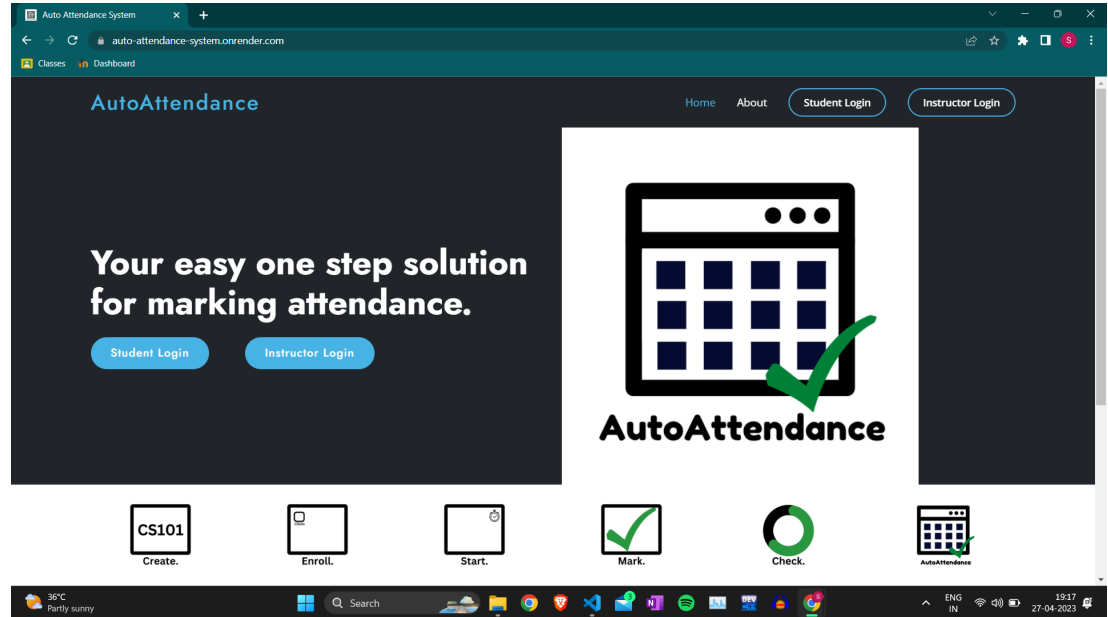 Auto Attendance System
auto-attendance-system.onrender.com
S
Classes
in Dashboard
AutoAttendance
Home About Student Login Instructor Login
Your easy one step solution
for marking attendance.
Student Login Instructor Login
AutoAttendance
CS101
Create.
Enroll.
Start.
Mark.
Check.
AutoAttendance
36°C
Partly sunny
Search
DEV
ENG
IN
19:17
27-04-2023